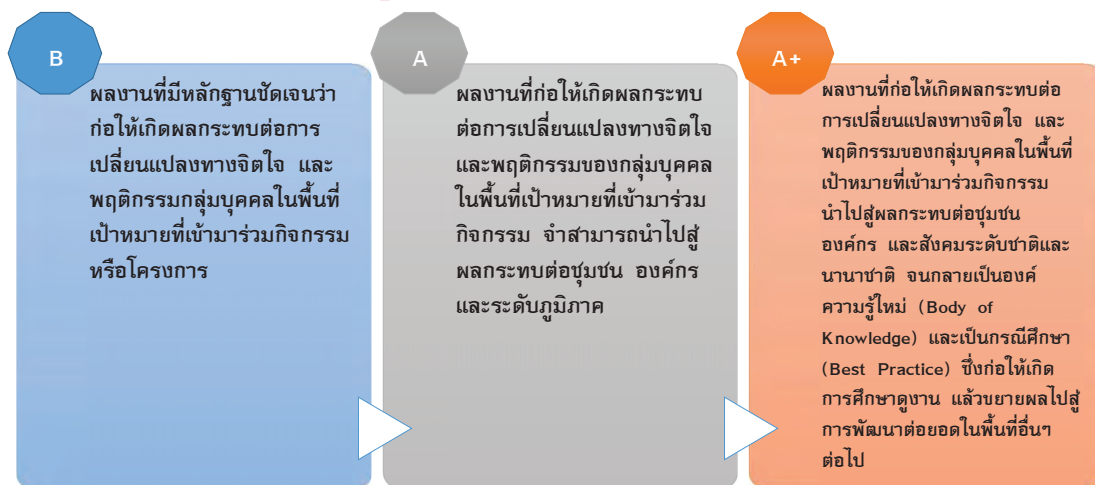 B
ผลงานที่มีหลักฐานชัดเจนว่า
ก่อให้เกิดผลกระทบต่อการ
เปลี่ยนแปลงทางจิตใจ และ
พฤติกรรมกลุ่มบุคคลในพื้นที่
เป้าหมายที่เข้ามาร่วมกิจกรรม
หรือโครงการ
A
ผลงานที่ก่อให้เกิดผลกระทบ
ต่อการเปลี่ยนแปลงทางจิตใจ
และพฤติกรรมของกลุ่มบุคคล
ในพื้นที่เป้าหมายที่เข้ามาร่วม
กิจกรรม จำสามารถนำไปสู่
ผลกระทบต่อชุมชน องค์กร
และระดับภูมิภาค
A+
ผลงานที่ก่อให้เกิดผลกระทบต่อ
การเปลี่ยนแปลงทางจิตใจ และ
พฤติกรรมของกลุ่มบุคคลในพื้นที่
เป้าหมายที่เข้ามาร่วมกิจกรรม
นำไปสู่ผลกระทบต่อชุมชน
องค์กร และสังคมระดับชาติและ
นานาชาติ จนกลายเป็นองค์
ความรู้ใหม่ (Body of
Knowledge) และเป็นกรณีศึกษา
(Best Practice) ซึ่งก่อให้เกิด
การศึกษาดูงาน แล้วขยายผลไปสู่
การพัฒนาต่อยอดในพื้นที่อื่นๆ
ต่อไป